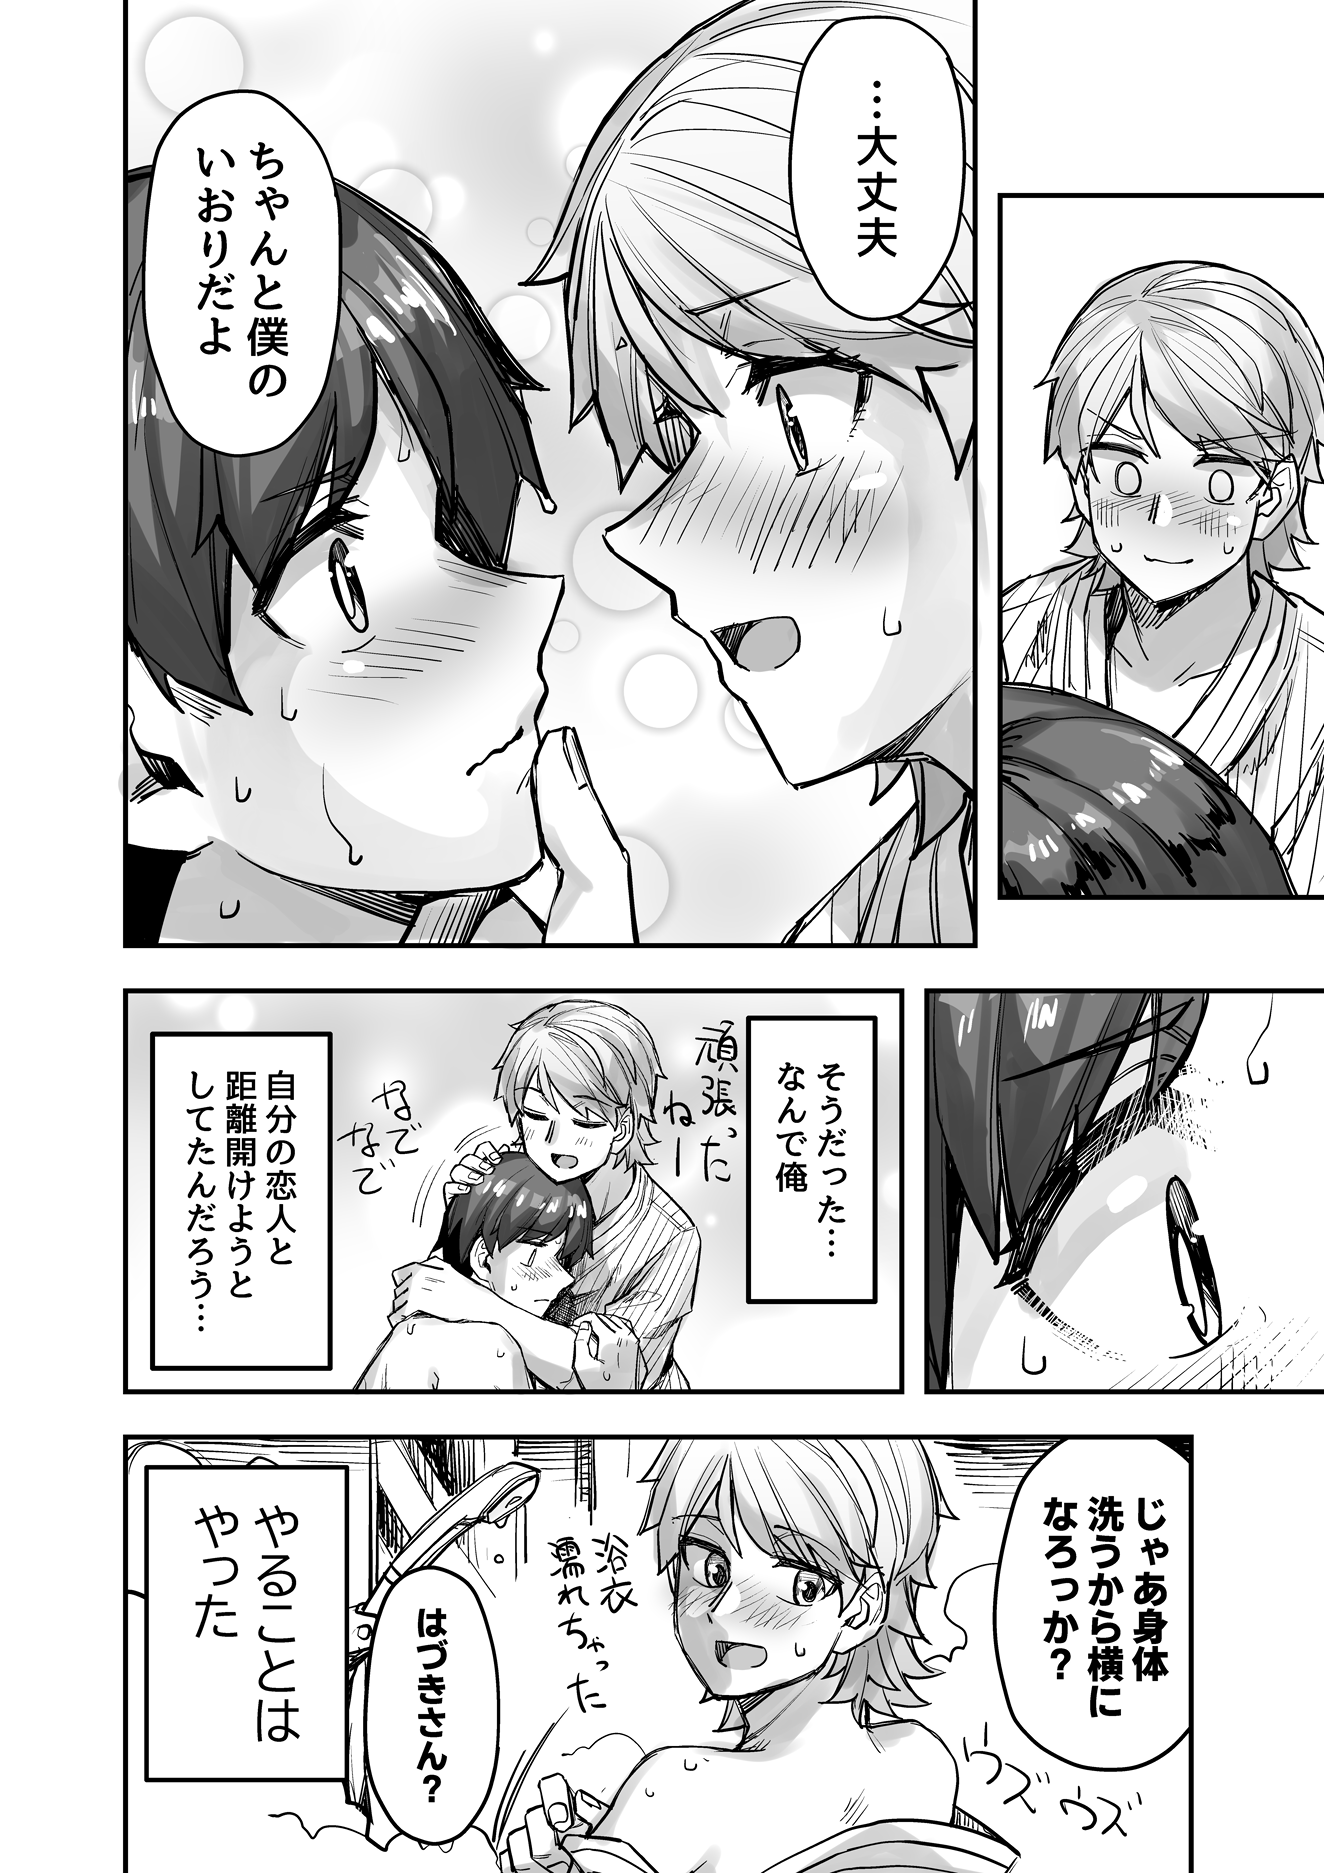 …大丈夫
ちゃんと僕の
いおりだよ
そうだった…
なんで俺
頑張った
ねー
なで
なで
自分の恋人と
距離開けようと
してたんだろう…
じゃあ身体
洗うから横に
なろっか?
ウズ
ウズ
浴衣
濡れちゃった
はづきさん?
やることは
やった